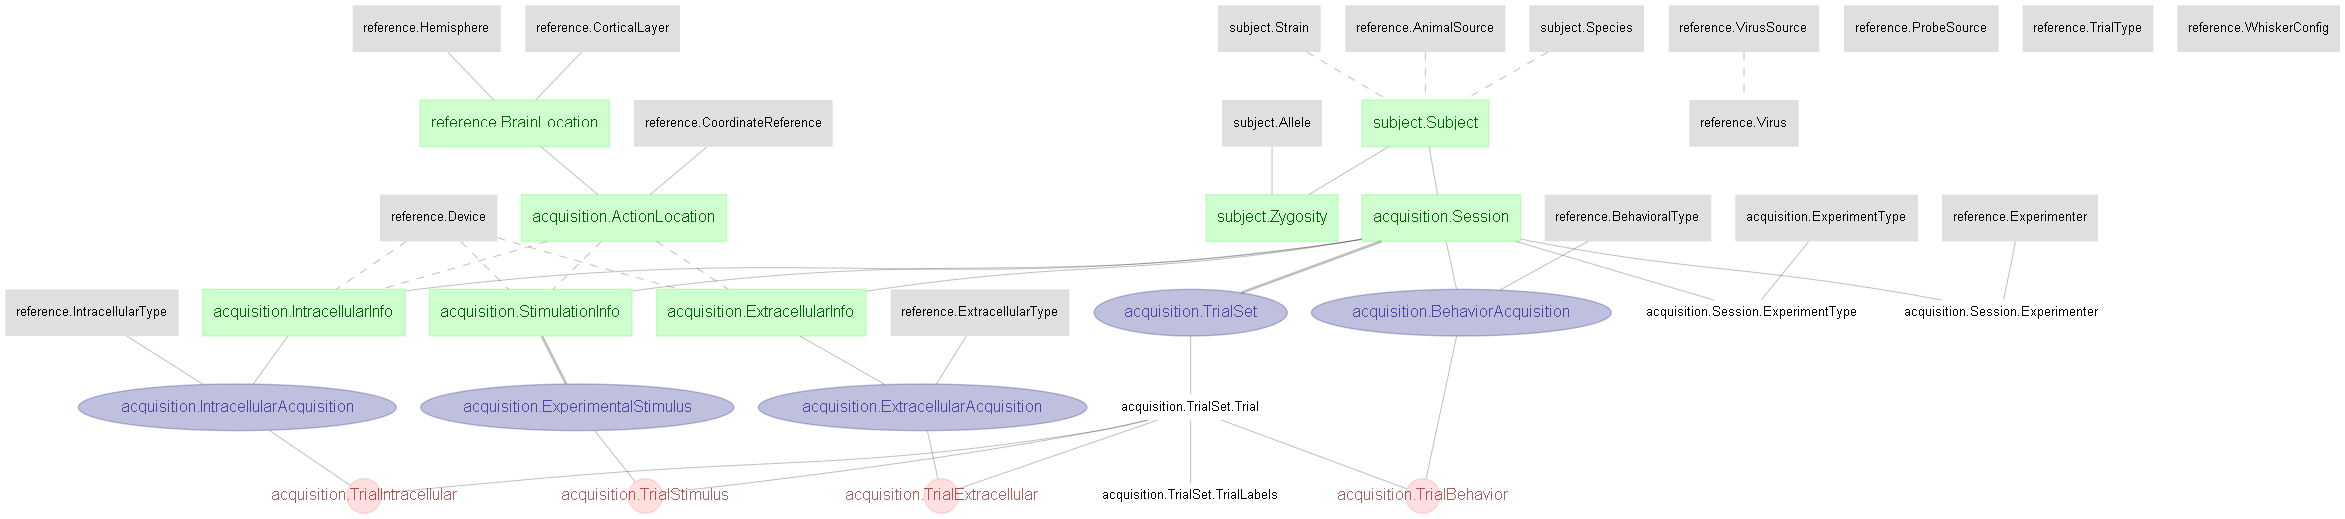 reference.Hemisphere
reference.CorticalLayer
subject.Strain
reference.AnimalSource
subject.Species
reference.VirusSource
reference.ProbeSource
reference.TrialType
reference.WhiskerConfig
reference.BrainLocation
reference.CoordinateReference
subject.Allele
subject.Subject
reference.Virus
reference.Device
acquisition.ActionLocation
subject.Zygosity
acquisition.Session
reference.BehavioralType
acquisition.ExperimentType
reference.Experimenter
reference.IntracellularType
acquisition.IntracellularInfo
acquisition.StimulationInfo
acquisition.ExtracellularInfo
reference.ExtracellularType
acquisition.TrialSet
acquisition.BehaviorAcquisition
acquisition.Session.ExperimentType
acquisition.Session.Experimenter
acquisition.IntracellularAcquisition
acquisition.ExperimentalStimulus
acquisition.ExtracellularAcquisition
acquisition.TrialSet.Trial
acquisition.TrialIntracellular
acquisition.TrialStimulus
acquisition.TrialExtracellular
acquisition.TrialSet.TrialLabels
acquisition.TrialBehavior